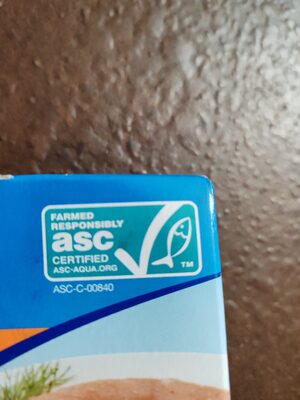 FARMED
RESPONSIBLY
asc
CERTIFIED
ASC-AQUA.ORG
TM
ASC-C-00840